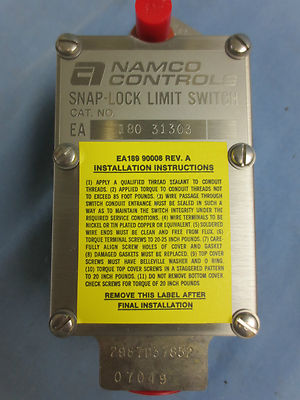 NAMCO
CONTROLS
SNAP-LOCK LIMIT SWITCH
CAT. NO.
EA 180 31303
EA189 90008 REV. A
INSTALLATION INSTRUCTIONS
(1) APPLY A QUALIFIED THREAD SEALANT TO CONDUIT
THREADS. (2) APPLIED TORQUE TO CONDUIT THREADS NOT
TO EXCEED 85 FOOT POUNDS. (3) WIRE PASSAGE THROUGH
SWITCH CONDUIT ENTRANCE MUST BE SEALED IN SUCH A
WAY AS TO MAINTAIN THE SWITCH INTEGRITY UNDER THE
REQUIRED SERVICE CONDITIONS. (4) WIRE TERMINALS TO BE
NICKEL OR TIN PLATED COPPER OR EQUIVALENT. (5) SOLDERED
WIRE ENDS MUST BE CLEAN AND FREE FROM FLUX. (6)
TORQUE TERMINAL SCREWS TO 20-25 INCH POUNDS. (7) CARE-
FULLY ALIGN SCREW HOLES OF COVER AND GASKET
(8) DAMAGED GASKETS MUST BE REPLACED. (9) TOP COVER
SCREWS MUST HAVE BELLEVILLE WASHER AND O RING.
(10) TORQUE TOP COVER SCREWS IN A STAGGERED PATTERN
TO 20 INCH POUNDS. (11) DO NOT REMOVE BOTTOM COVER
CHECK SCREWS FOR TORQUE OF 20 INCH POUNDS
REMOVE THIS LABEL AFTER
FINAL INSTALLATION
07049